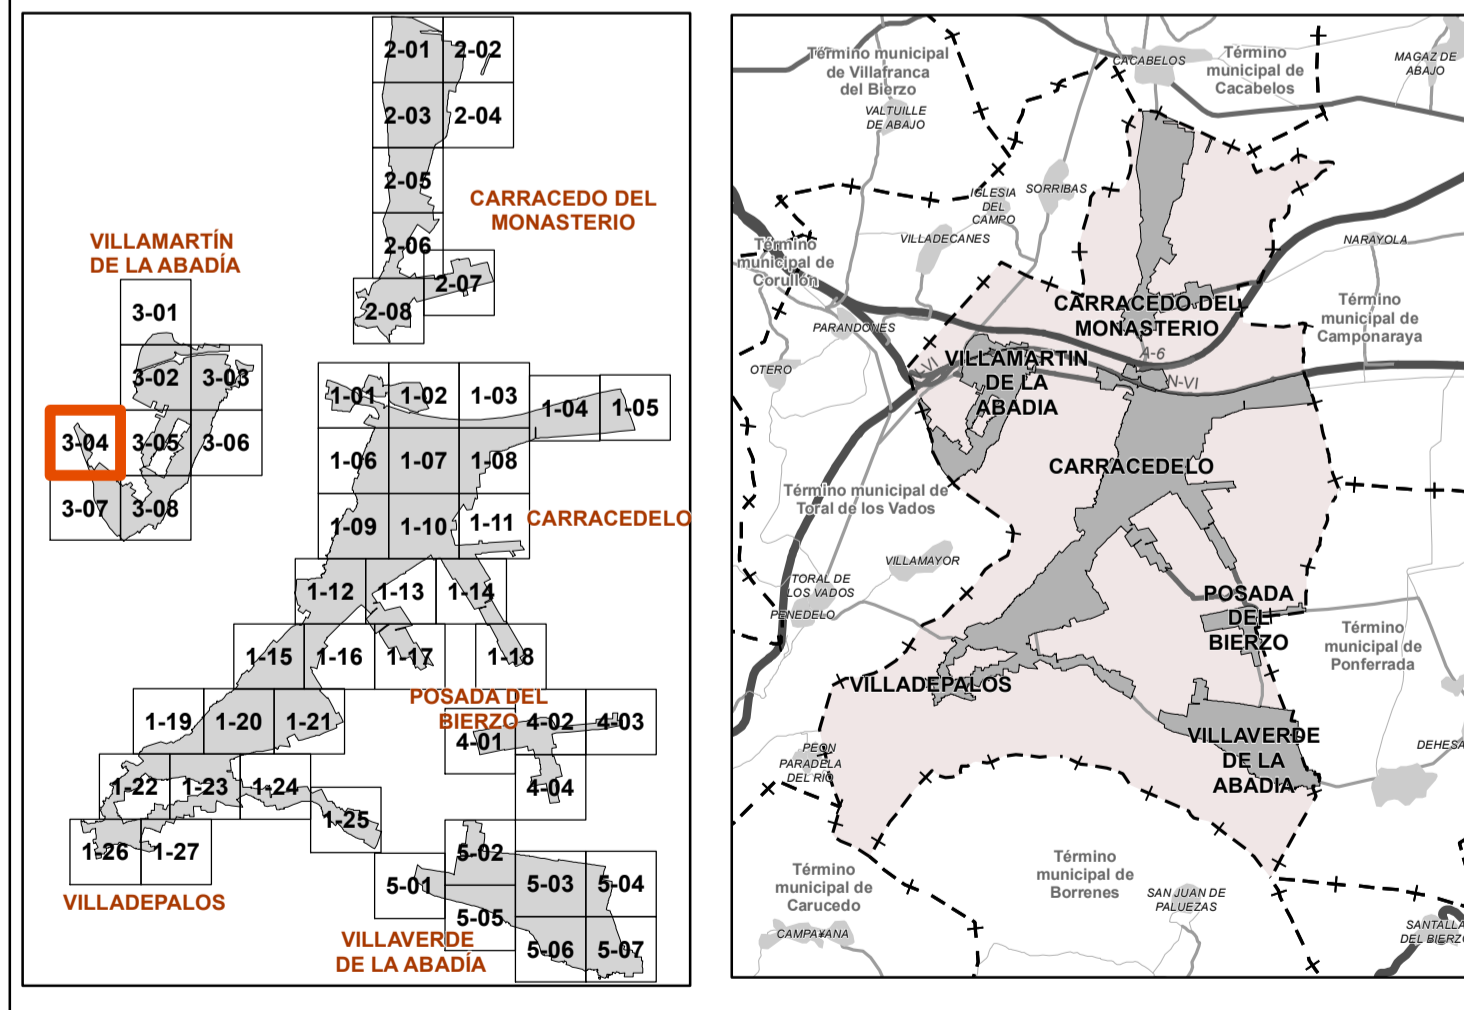 2-01
2-02
2-03
2-04
2-05
2-06
2-07
2-08
CARRACEDO DEL
MONASTERIO
VILLAMARTÍN
DE LA ABADÍA
3-01
3-02
3-03
3-04
3-05
3-06
3-07
3-08
1-01
1-02
1-03
1-04
1-05
1-06
1-07
1-08
1-09
1-10
1-11
CARRACEDELO
1-12
1-13
1-14
1-15
1-16
1-17
1-18
1-19
1-20
1-21
POSADA DEL
BIERZO
4-01
4-02
4-03
4-04
1-22
1-23
1-24
1-25
1-26
1-27
VILLADEPALOS
5-01
5-02
5-03
5-04
5-05
5-06
5-07
VILLAVERDE
DE LA ABADÍA
Término municipal
de Villafranca
del Bierzo
VALTUILLE
DE ABAJO
CACABELOS
Término
municipal de
Cacabelos
MAGAZ DE
ABAJO
IGLESIA
DEL
CAMPO
SORRIBAS
VILLADECANES
Término
municipal de
Corullón
NARAYOLA
CARRACEDO DEL
MONASTERIO
Término
municipal de
Camponaraya
PARANDONES
OTERO
A-6
N-VI
VILLAMARTIN
DE LA
ABADIA
CARRACEDELO
Término municipal de
Toral de los Vados
VILLAMAYOR
TORAL DE
LOS VADOS
PENEDELO
POSADA
DEL
BIERZO
Término
municipal de
Ponferrada
VILLADEPALOS
VILLAVERDE
DE LA
ABADIA
PEON
PARADELA
DEL RÍO
DEHESA
Término
municipal de
Carucedo
CAMPA¥ANA
Término
municipal de
Borrenes
SAN JUAN DE
PALUEZAS
SANTALLA
DEL BIERZO